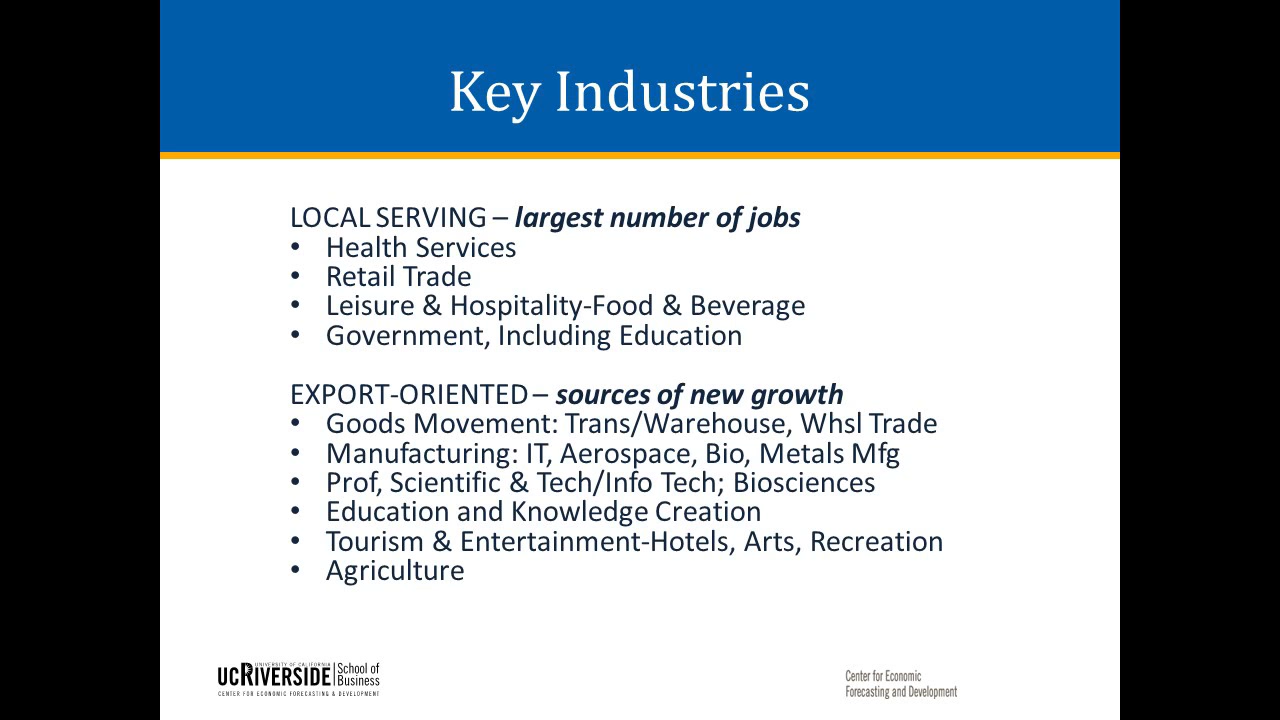 Key Industries
LOCAL SERVING – largest number of jobs
• Health Services
• Retail Trade
• Leisure & Hospitality-Food & Beverage
• Government, Including Education
EXPORT-ORIENTED – sources of new growth
• Goods Movement: Trans/Warehouse, Whsl Trade
• Manufacturing: IT, Aerospace, Bio, Metals Mfg
• Prof, Scientific & Tech/Info Tech; Biosciences
• Education and Knowledge Creation
• Tourism & Entertainment-Hotels, Arts, Recreation
• Agriculture
UNIVERSITY OF CALIFORNIA
UCRIVERSIDE School of
Business
CENTER FOR ECONOMIC FORECASTING & DEVELOPMENT
Center for Economic
Forecasting and Development